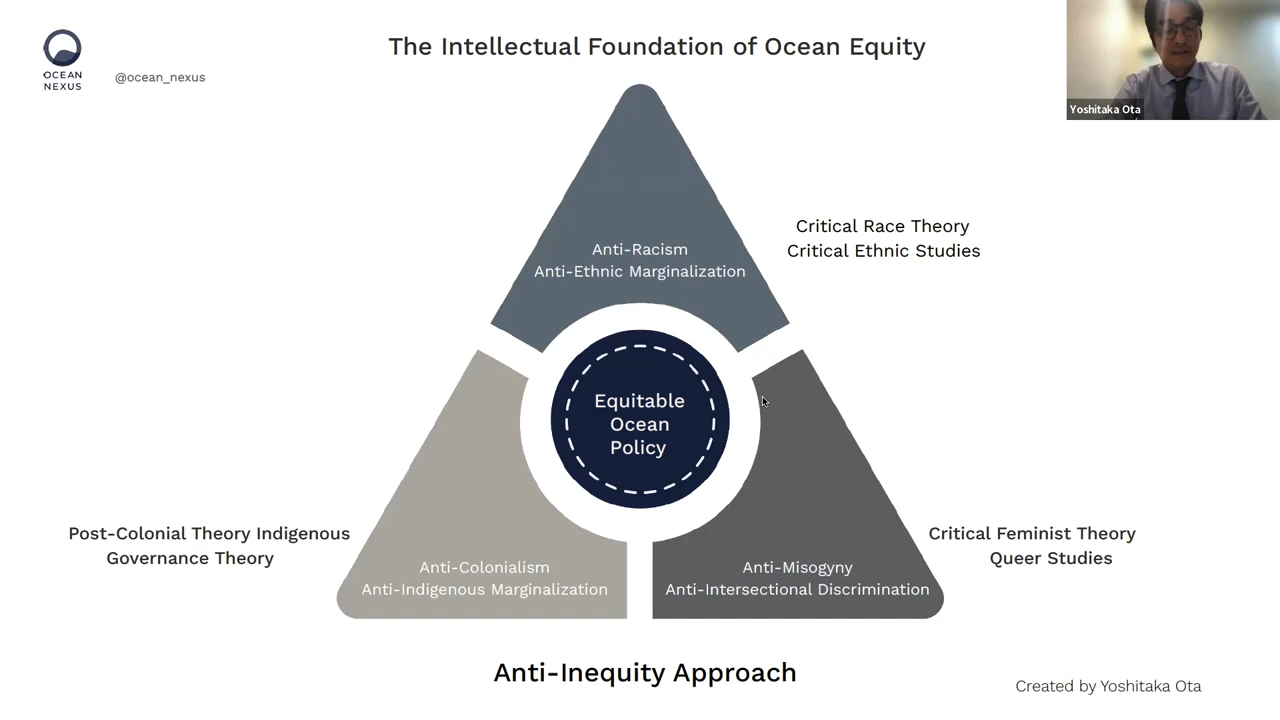 The Intellectual Foundation of Ocean Equity
OCEAN
NEXUS
@ocean_nexus
Yoshitaka Ota
Critical Race Theory
Critical Ethnic Studies
Anti-Racism
Anti-Ethnic Marginalization
Equitable
Ocean
Policy
Post-Colonial Theory Indigenous
Governance Theory
Critical Feminist Theory
Queer Studies
Anti-Colonialism
Anti-Indigenous Marginalization
Anti-Misogyny
Anti-Intersectional Discrimination
Anti-Inequity Approach
Created by Yoshitaka Ota